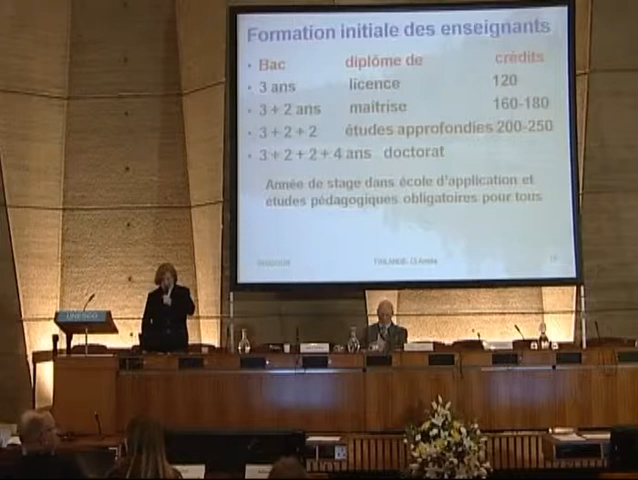 Formation initiale des enseignants
• Bac diplôme de crédits
• 3 ans licence 120
• 3 + 2 ans maitrise 160-180
• 3 + 2 + 2 études approfondies 200-250
• 3 + 2 + 2 + 4 ans doctorat
Année de stage dans école d'application et
études pédagogiques obligatoires pour tous
UNESCO